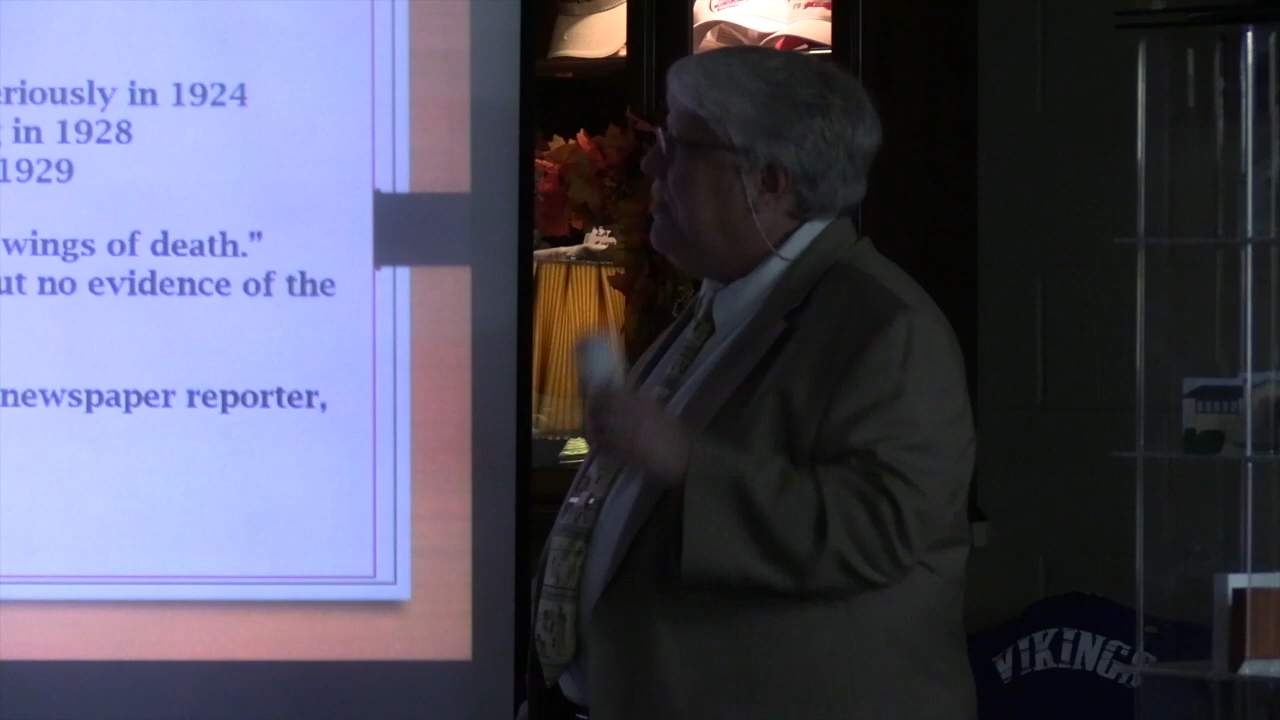 eriously in 1924
in 1928
1929
wings of death."
ut no evidence of the
newspaper reporter,
VIKINGS